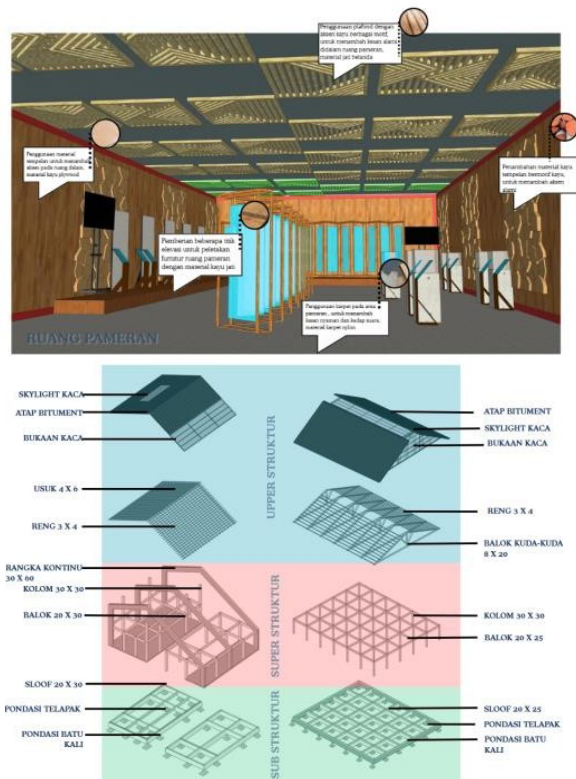 Penggunaan plafond dengan
aksen kayu berbagai motif,
untuk menambah kesan alami
didalam ruang pameran,
material jati belanda
Penggunaan material
tempelan untuk menambah
aksen pada ruang dalam,
material kayu plywood
Penambahan material kayu
tempelan bermotif kayu,
untuk menambah aksen
alami
Pemberian beberapa titik
elevasi untuk peletakan
furnitur ruang pameran
dengan material kayu jati
Penggunaan karpet pada area
pameran, untuk menambah
kesan nyaman dan kedap suara,
material karpet nylon
RUANG PAMERAN
SKYLIGHT KACA
ATAP BITUMENT
BUKAAN KACA
ATAP BITUMENT
SKYLIGHT KACA
BUKAAN KACA
UPPER STRUKTUR
USUK 4 X 6
RENG 3 X 4
RENG 3 X 4
BALOK KUDA-KUDA
8 X 20
RANGKA KONTINU
30 X 60
KOLOM 30 X 30
BALOK 20 X 30
SUPER STRUKTUR
KOLOM 30 X 30
BALOK 20 X 25
SLOOF 20 X 30
PONDASI TELAPAK
PONDASI BATU
KALI
SUB STRUKTUR
SLOOF 20 X 25
PONDASI TELAPAK
PONDASI BATU
KALI